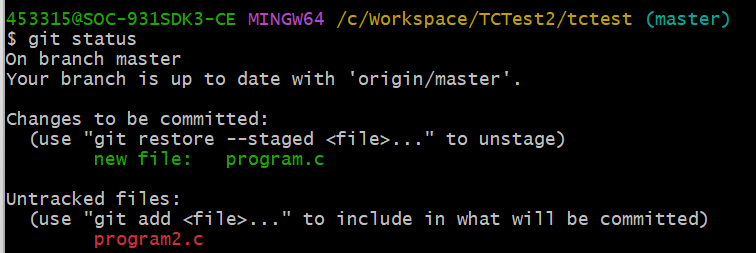 453315@SOC-931SDK3-CE MINGW64 /c/Workspace/TCTest2/tctest (master)
$ git status
On branch master
Your branch is up to date with 'origin/master'.
Changes to be committed:
(use "git restore --staged <file>..." to unstage)
new file:   program.c
Untracked files:
(use "git add <file>..." to include in what will be committed)
program2.c